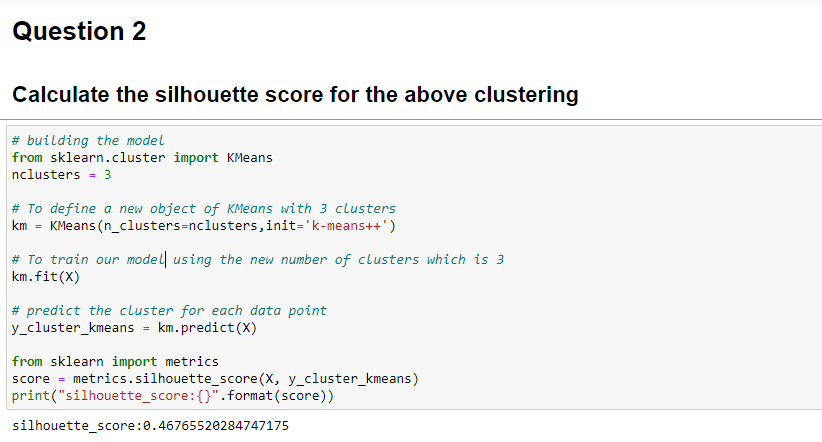 Question 2
Calculate the silhouette score for the above clustering
# building the model
from sklearn.cluster import KMeans
nclusters = 3
# To define a new object of KMeans with 3 clusters
km = KMeans(n_clusters=nclusters,init='k-means++')
# To train our model using the new number of clusters which is 3
km.fit(X)
# predict the cluster for each data point
y_cluster_kmeans = km.predict(X)
from sklearn import metrics
score = metrics.silhouette_score(X, y_cluster_kmeans)
print("silhouette_score:{}".format(score))
silhouette_score:0.46765520284747175